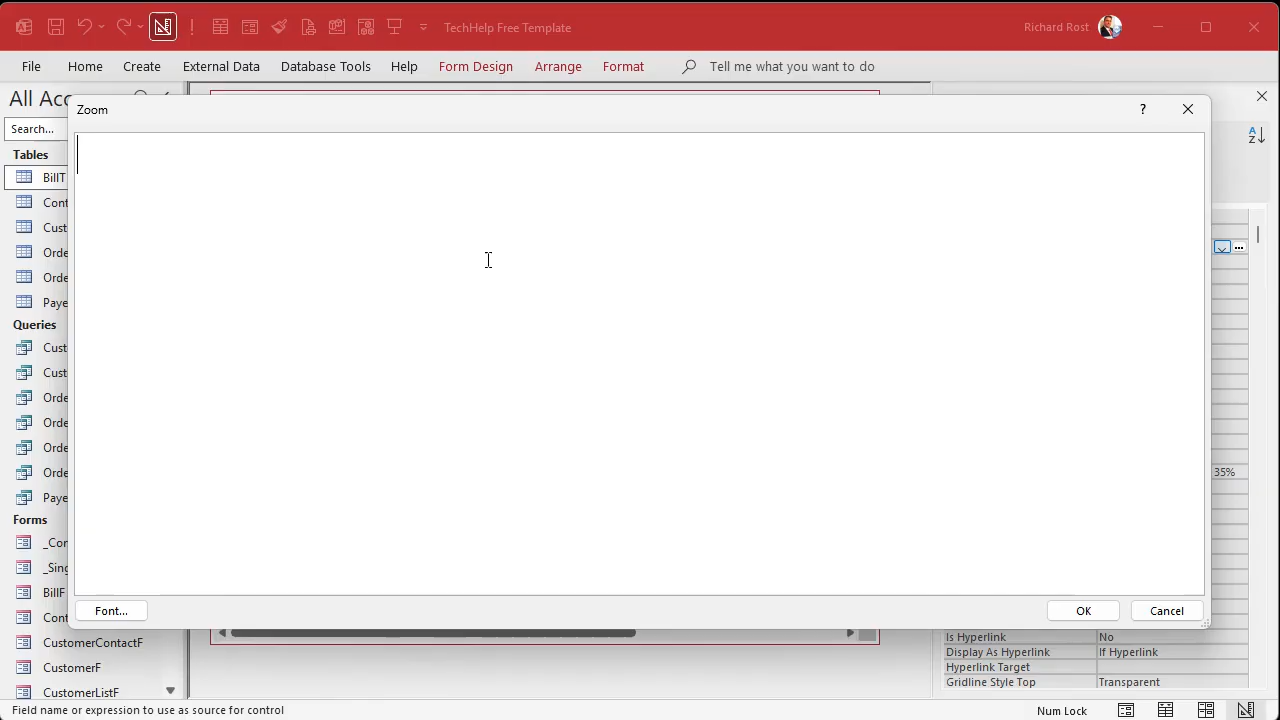 TechHelp Free Template
Richard Rost
File Home Create External Data Database Tools Help Form Design Arrange Format Tell me what you want to do
All Acc
Search...
Tables
BillT
Cont
Cust
Orde
Orde
Paye
Queries
Cust
Cust
Orde
Orde
Orde
Orde
Paye
Forms
_Con
_Sing
BillF
Cont
CustomerContactF
CustomerF
CustomerListF
Zoom
?
Font...
OK
Cancel
A
Z
35%
Is Hyperlink No
Display As Hyperlink If Hyperlink
Hyperlink Target
Gridline Style Top Transparent
Field name or expression to use as source for control
Num Lock